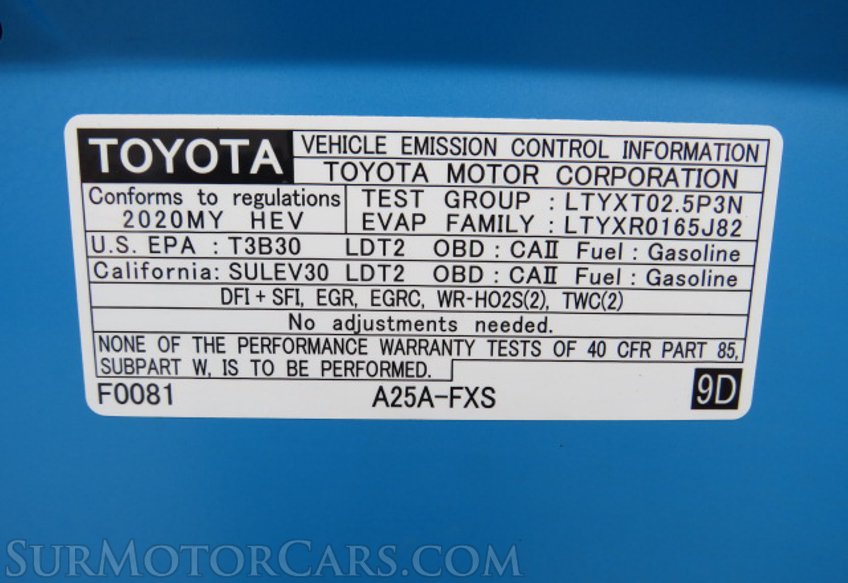 TOYOTA
VEHICLE EMISSION CONTROL INFORMATION
TOYOTA MOTOR CORPORATION
Conforms to regulations
2020MY HEV
TEST GROUP : LTYXT02.5P3N
EVAP FAMILY : LTYXR0165J82
U.S. EPA : T3B30 LDT2 OBD : CAⅡ Fuel : Gasoline
California: SULEV30 LDT2 OBD : CAⅡ Fuel : Gasoline
DFI + SFI, EGR, EGRC, WR-HO2S(2), TWC(2)
No adjustments needed.
NONE OF THE PERFORMANCE WARRANTY TESTS OF 40 CFR PART 85,
SUBPART W, IS TO BE PERFORMED.
F0081 A25A-FXS 9D
SurMotorCars.com